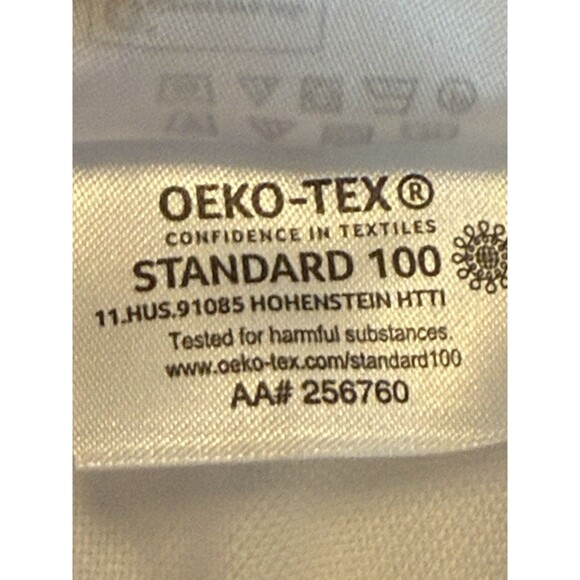 OEKO-TEX®
CONFIDENCE IN TEXTILES
STANDARD 100
11.HUS.91085 HOHENSTEIN HTTI
Tested for harmful substances.
www.oeko-tex.com/standard100
AA# 256760